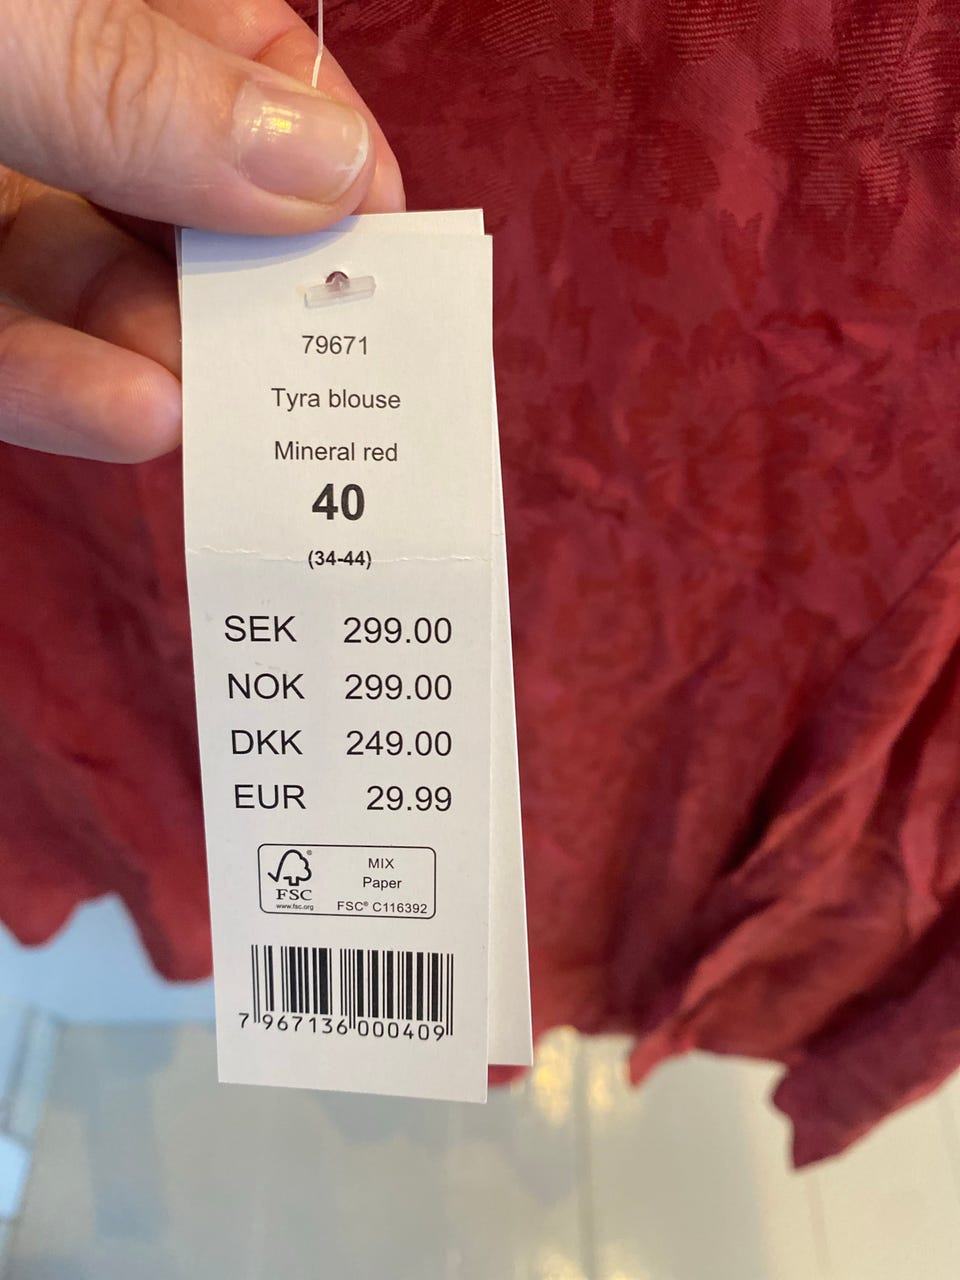 79671
Tyra blouse
Mineral red
40
(34-44)
SEK 299.00
NOK 299.00
DKK 249.00
EUR 29.99
FSC®
www.fsc.org
MIX
Paper
FSC® C116392
7 967136 000409